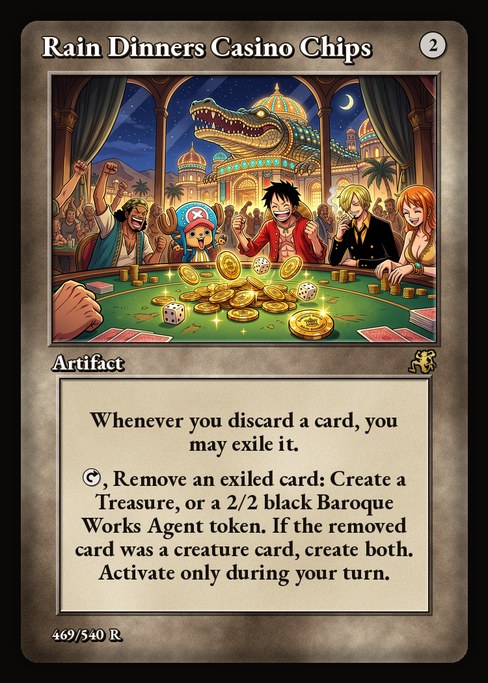 Rain Dinners Casino Chips
2
Artifact
Whenever you discard a card, you
may exile it.
, Remove an exiled card: Create a
Treasure, or a 2/2 black Baroque
Works Agent token. If the removed
card was a creature card, create both.
Activate only during your turn.
469/540 R